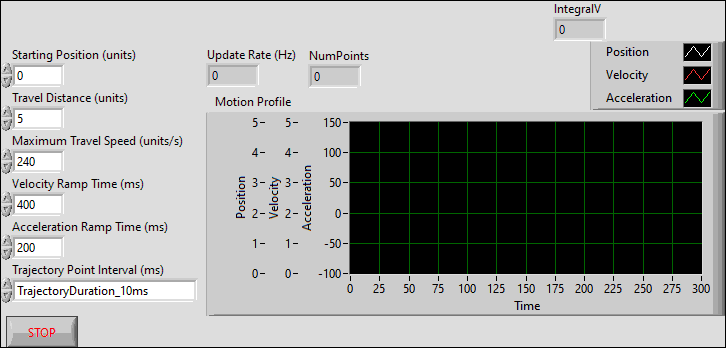 IntegralV
0
Starting Position (units)
0
Update Rate (Hz)
0
NumPoints
0
Position
Velocity
Acceleration
Travel Distance (units)
5
Maximum Travel Speed (units/s)
240
Velocity Ramp Time (ms)
400
Acceleration Ramp Time (ms)
200
Trajectory Point Interval (ms)
TrajectoryDuration_10ms
STOP
Motion Profile
5 5 150
4 4 100
3 3 50
2 2 0
1 1 -50
0 0 -100
Position
Velocity
Acceleration
0 25 50 75 100 125 150 175 200 225 250 275 300
Time